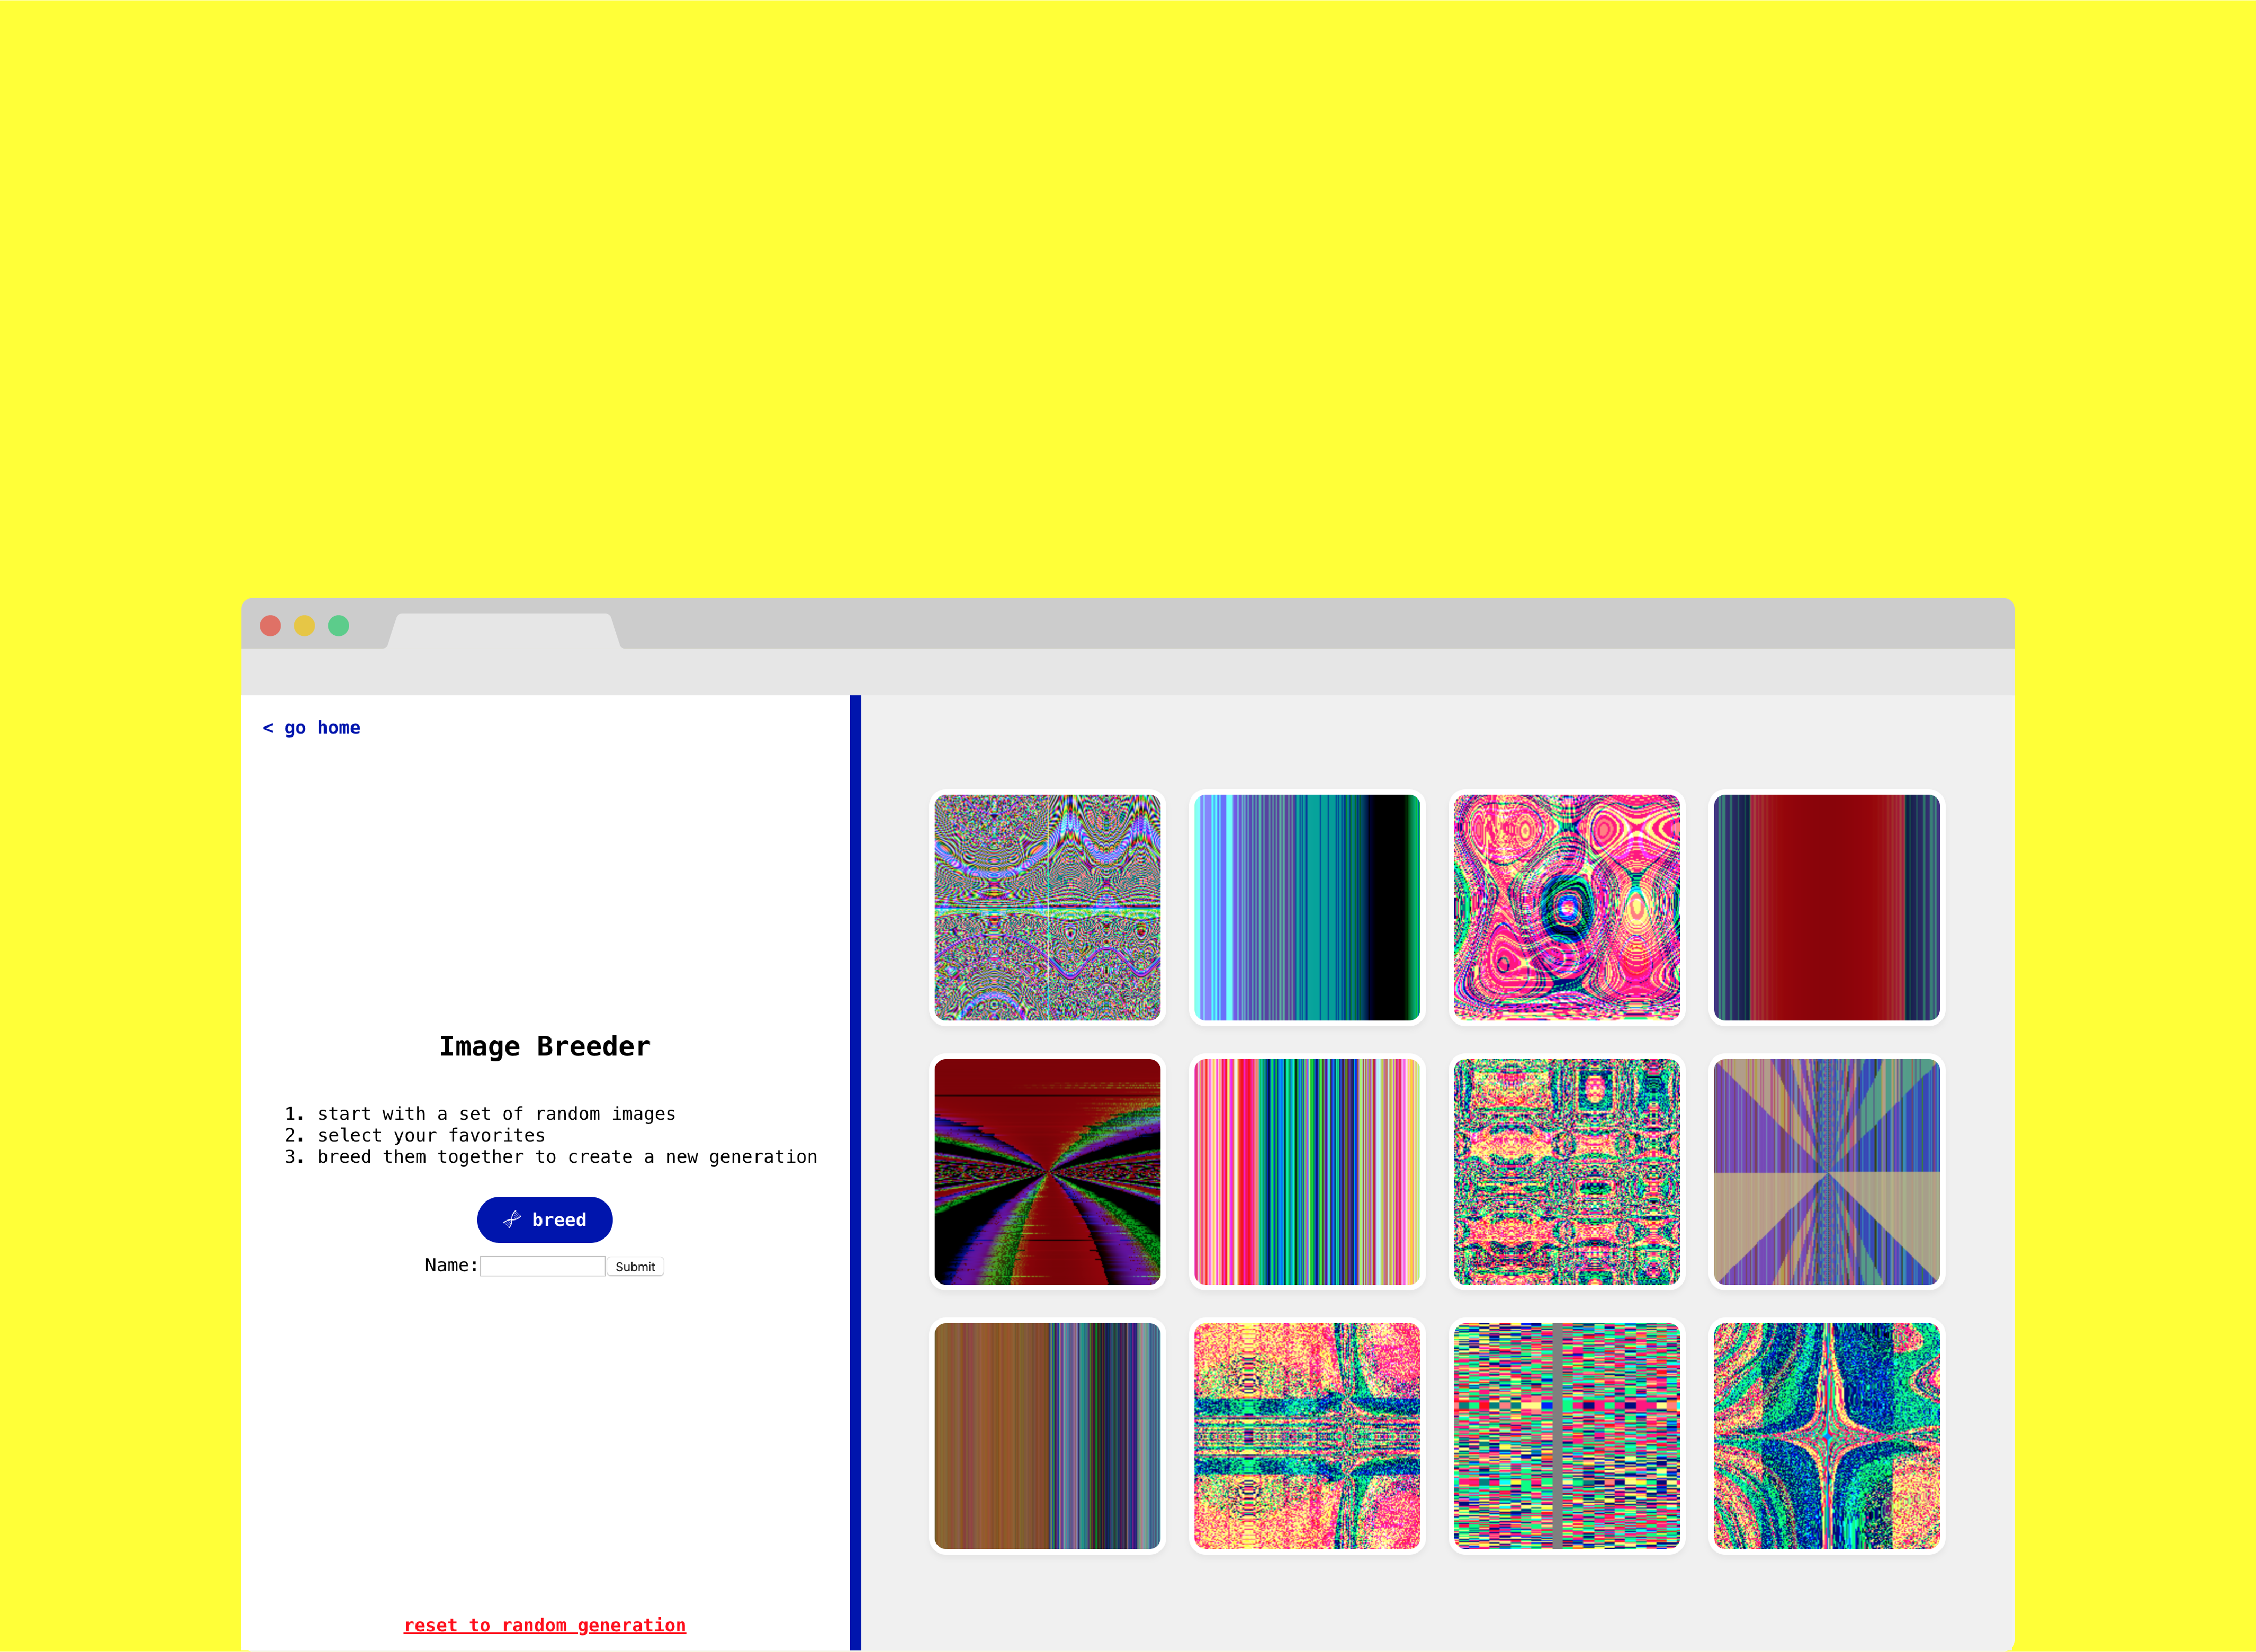 < go home
Image Breeder
1. start with a set of random images
2. select your favorites
3. breed them together to create a new generation
breed
Name: Submit
reset to random generation